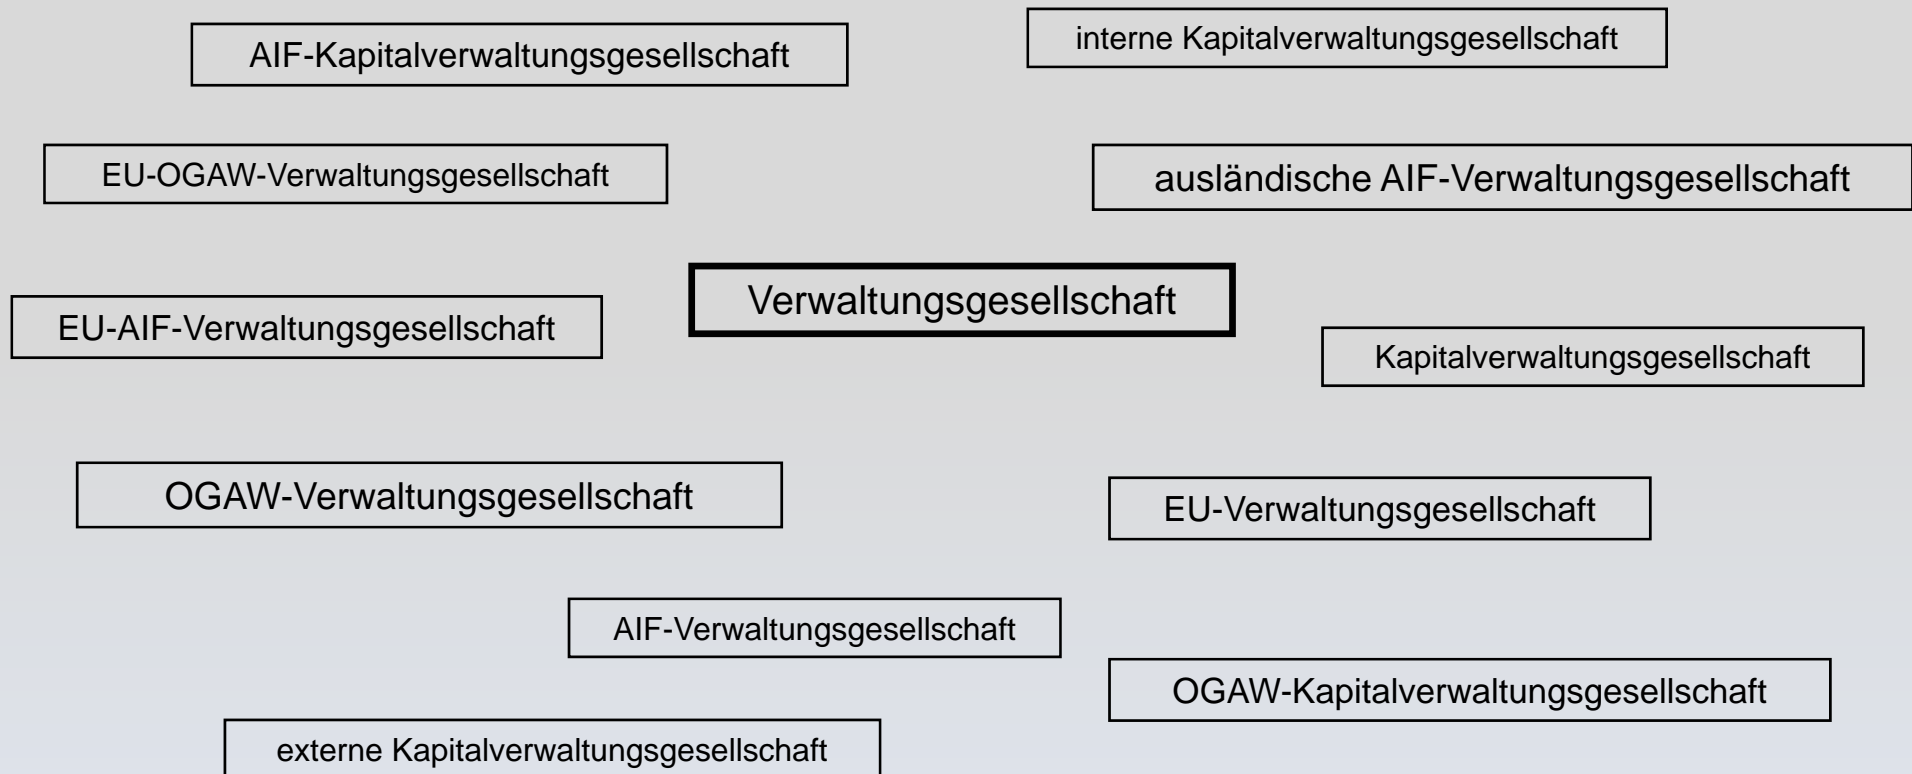 AIF-Kapitalverwaltungsgesellschaft
interne Kapitalverwaltungsgesellschaft
EU-OGAW-Verwaltungsgesellschaft
ausländische AIF-Verwaltungsgesellschaft
Verwaltungsgesellschaft
EU-AIF-Verwaltungsgesellschaft
Kapitalverwaltungsgesellschaft
OGAW-Verwaltungsgesellschaft
EU-Verwaltungsgesellschaft
AIF-Verwaltungsgesellschaft
OGAW-Kapitalverwaltungsgesellschaft
externe Kapitalverwaltungsgesellschaft